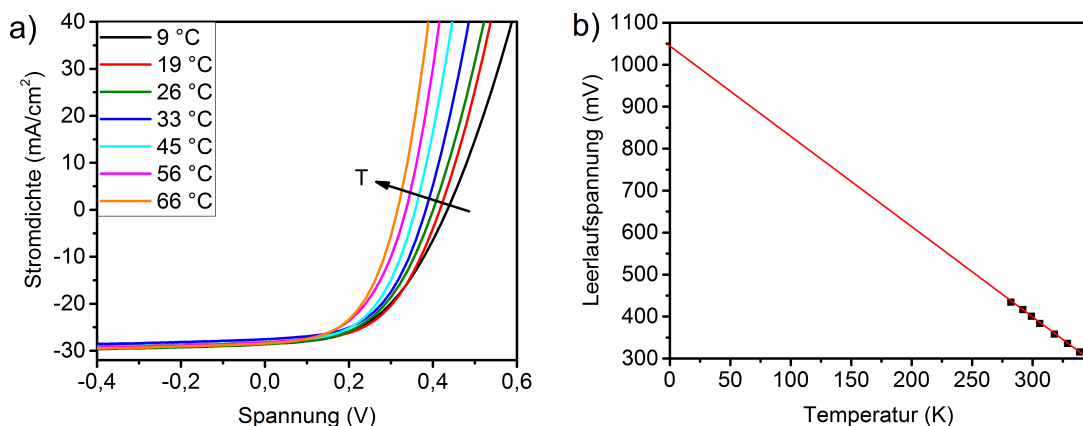 a)
Stromdichte (mA/cm²)
40
30
20
10
0
-10
-20
-30
9 °C
19 °C
26 °C
33 °C
45 °C
56 °C
66 °C
T
-0,4
-0,2
0,0
0,2
0,4
0,6
Spannung (V)
b)
Leerlaufspannung (mV)
1100
1000
900
800
700
600
500
400
300
0
50
100
150
200
250
300
Temperatur (K)